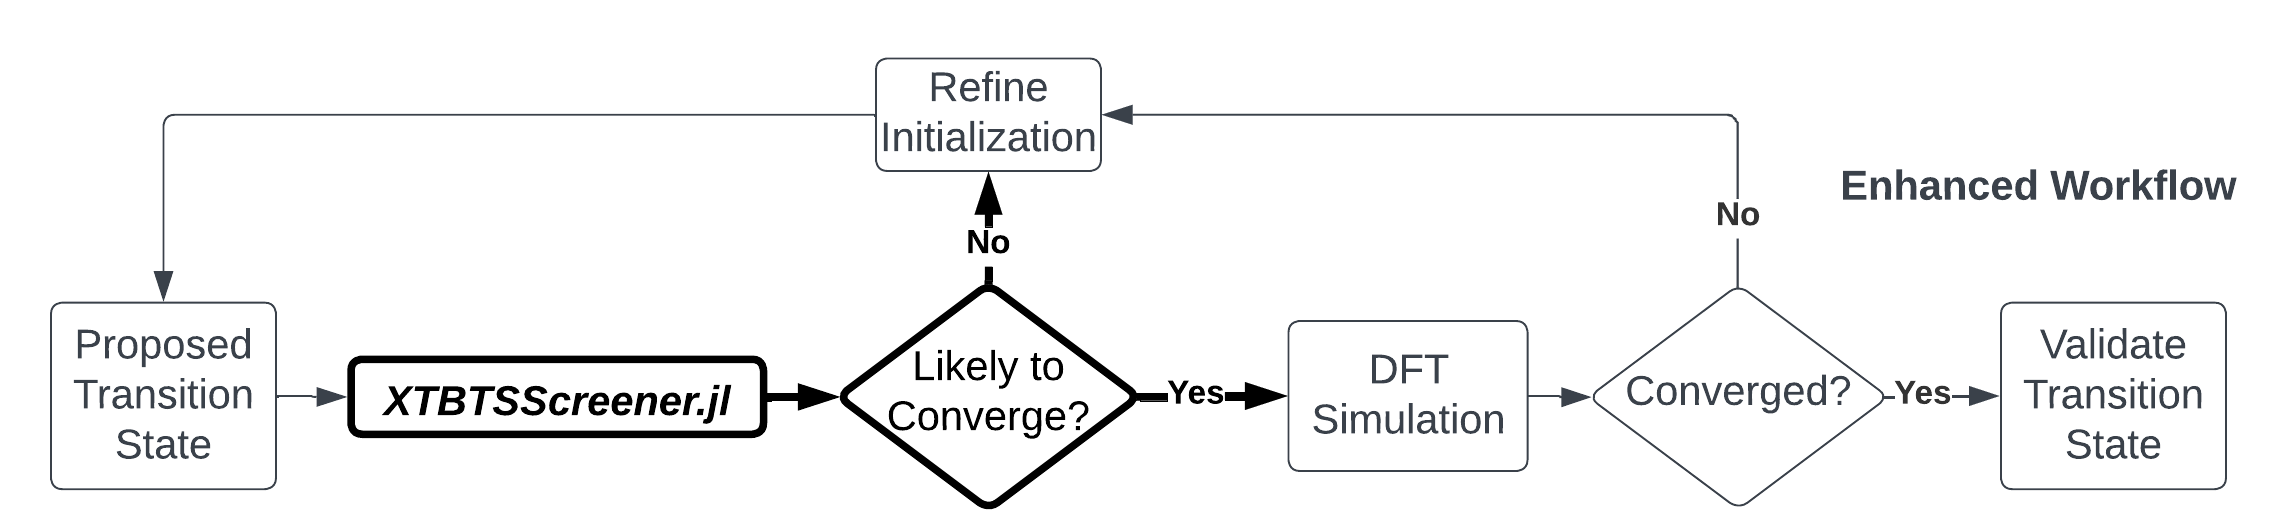 Refine
Initialization
Enhanced Workflow
No
No
Proposed
Transition
State
XTBTSScreener.jl
Likely to
Converge?
Yes
DFT
Simulation
Converged?
Yes
Validate
Transition
State